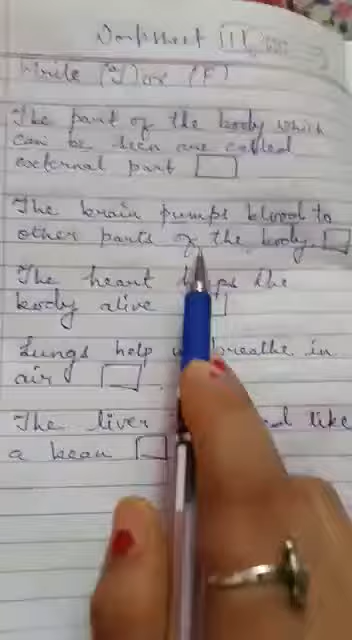 Worksheet III
Write (T) or (F)
The part of the body which
can be seen are called
external part
The brain pumps blood to
other parts of the body.
The heart the
body alive
Lungs help breathe in
air
The liver like
a bean